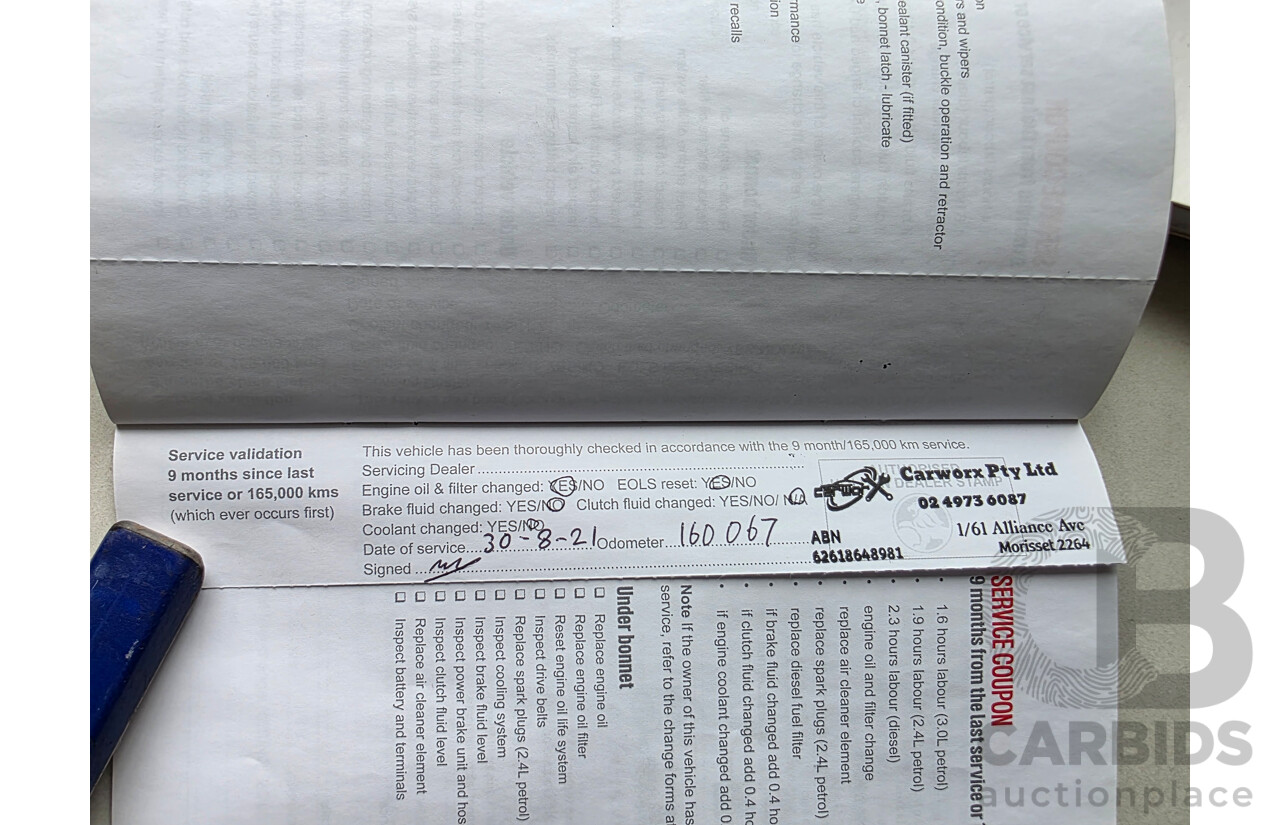 on
rs and wipers
ondition, buckle operation and retractor
ealant canister (if fitted)
, bonnet latch - lubricate
e
rmance
ion
recalls
Service validation
9 months since last
service or 165,000 kms
(which ever occurs first)
This vehicle has been thoroughly checked in accordance with the 9 month/165,000 km service.
Servicing Dealer
Engine oil & filter changed: YES/NO EOLS reset: YES/NO
Brake fluid changed: YES/NO Clutch fluid changed: YES/NO/ N/A
Coolant changed: YES/NO
Date of service....30-8-21 Odometer...160 067
Signed
AUTHORISED
DEALER STAMP
Carworx Pty Ltd
02 4973 6087
1/61 Alliance Ave
Morisset 2264
ABN
62618648981
SERVICE COUPON
9 months from the last service or
1.6 hours labour (3.0L petrol)
1.9 hours labour (2.4L petrol)
2.3 hours labour (diesel)
engine oil and filter change
replace air cleaner element
replace spark plugs (2.4L petrol)
replace diesel fuel filter
• if brake fluid changed add 0.4 ho
• if clutch fluid changed add 0.4 h
• if engine coolant changed add 0
Note If the owner of this vehicle has
service, refer to the change forms a
Under bonnet
Replace engine oil
Replace engine oil filter
Reset engine oil life system
Inspect drive belts
Replace spark plugs (2.4L petrol)
Inspect cooling system
Inspect brake fluid level
Inspect power brake unit and hos
Inspect clutch fluid level
Replace air cleaner element
Inspect battery and terminals
B
CARBIDS
auctionplace